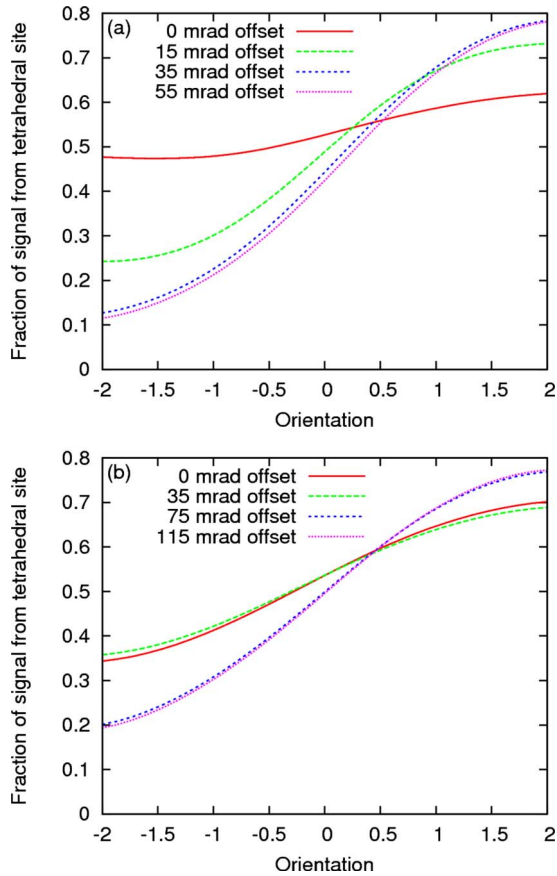 (a)
0 mrad offset
15 mrad offset
35 mrad offset
55 mrad offset
Fraction of signal from tetrahedral site
0.8
0.7
0.6
0.5
0.4
0.3
0.2
0.1
0
-2 -1.5 -1 -0.5 0 0.5 1 1.5 2
Orientation
(b)
0 mrad offset
35 mrad offset
75 mrad offset
115 mrad offset
Fraction of signal from tetrahedral site
0.8
0.7
0.6
0.5
0.4
0.3
0.2
0.1
0
-2 -1.5 -1 -0.5 0 0.5 1 1.5 2
Orientation